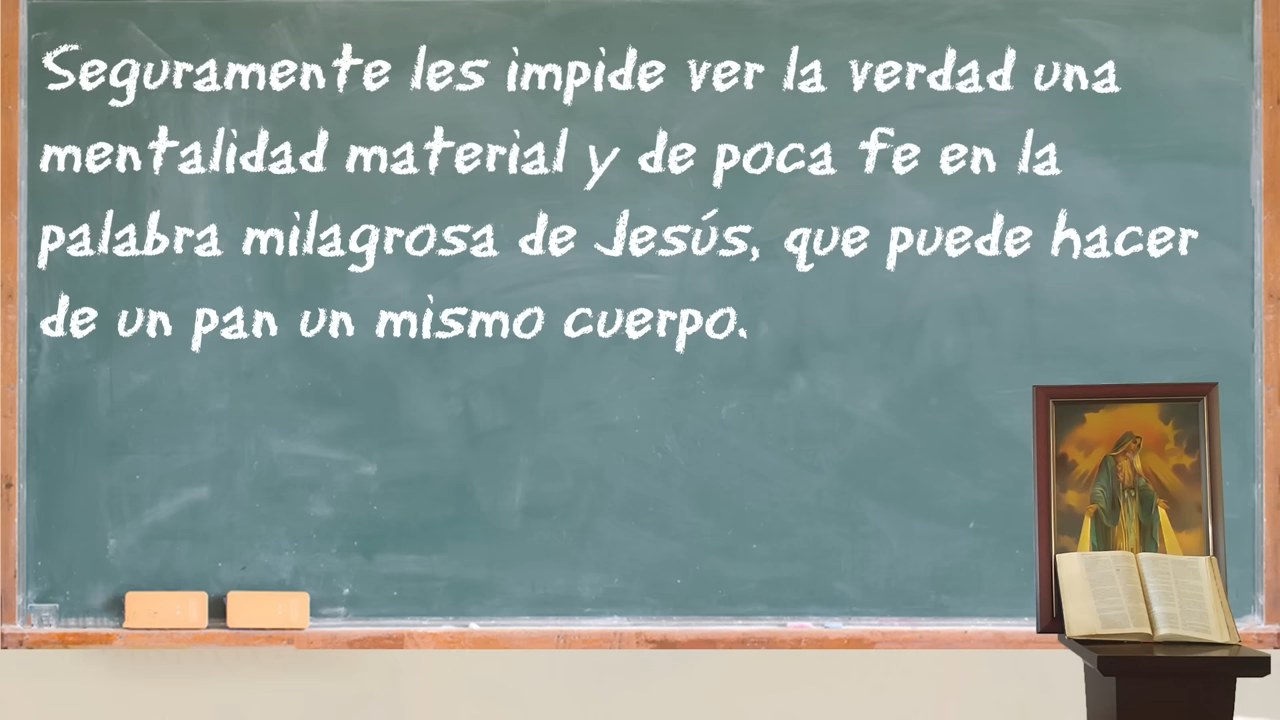 Seguramente les impide ver la verdad una
mentalidad material y de poca fe en la
palabra milagrosa de Jesús, que puede hacer
de un pan un mismo cuerpo.